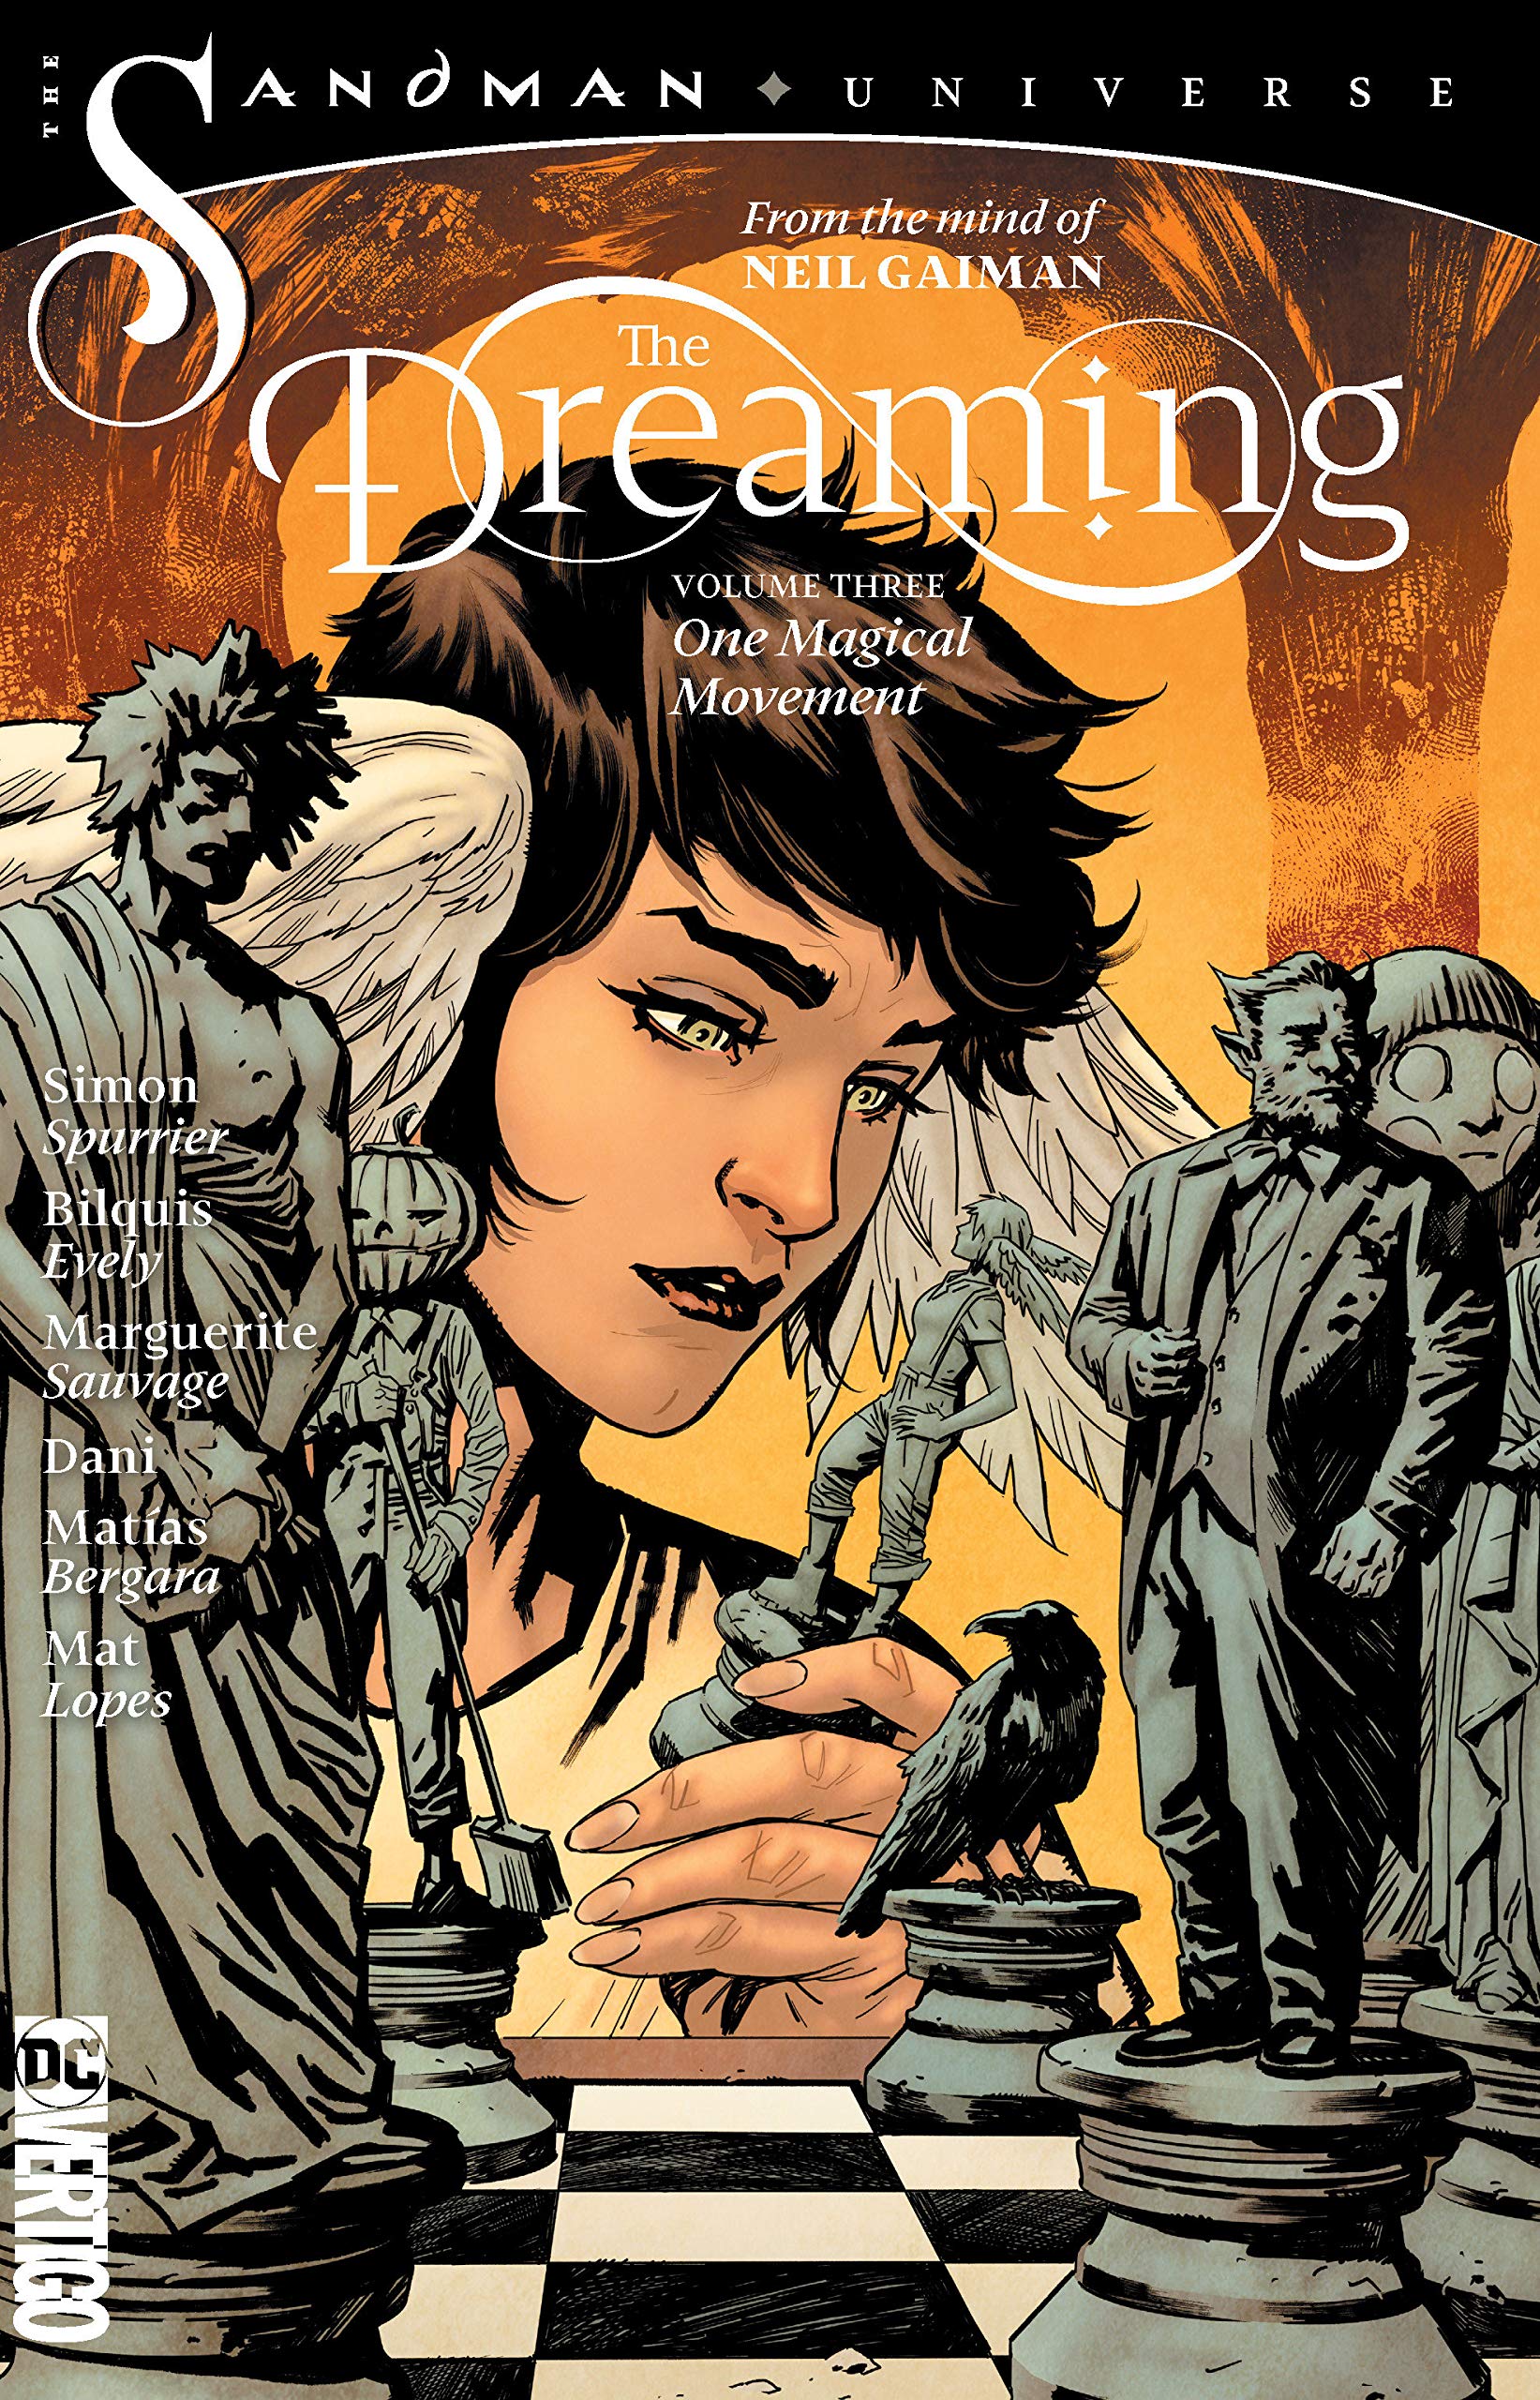 THE SANDMAN UNIVERSE
From the mind of
NEIL GAIMAN
The
Dreaming
VOLUME THREE
One Magical
Movement
Simon
Spurrier
Bilquis
Evely
Marguerite
Sauvage
Dani
Matías
Bergara
Mat
Lopes
DC
VERTIGO